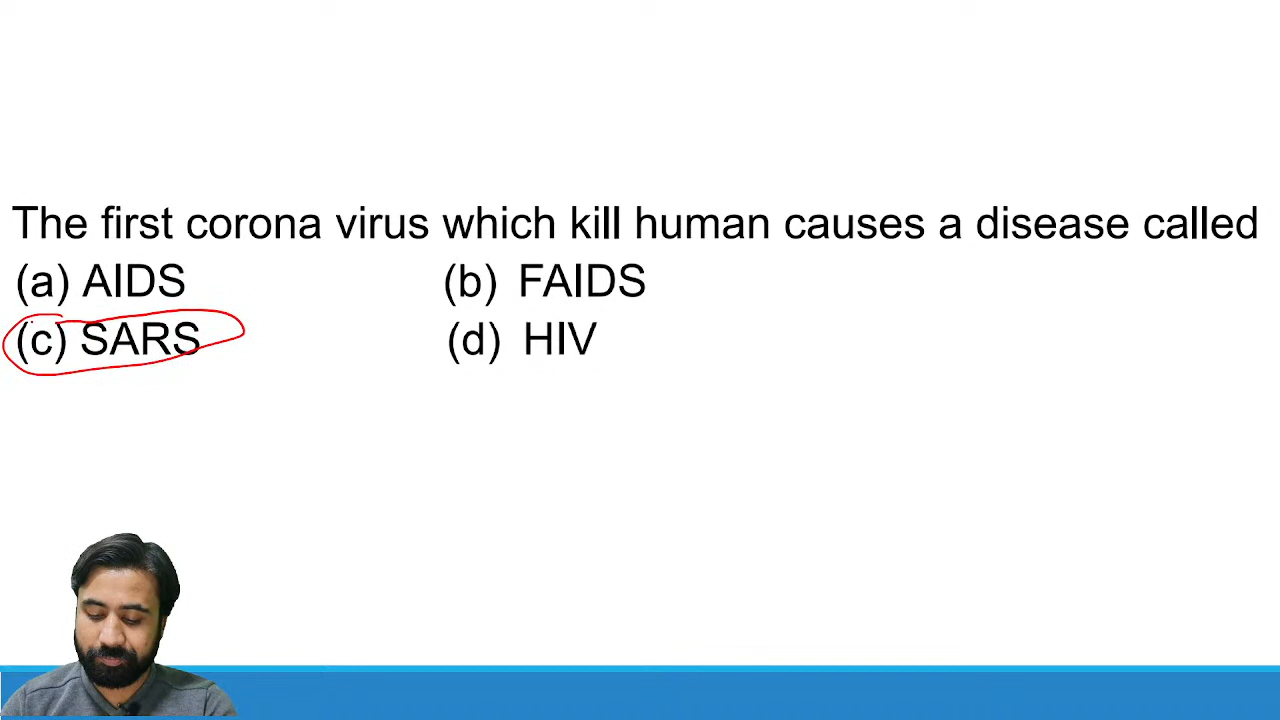 The first corona virus which kill human causes a disease called
(a) AIDS (b) FAIDS
(c) SARS (d) HIV